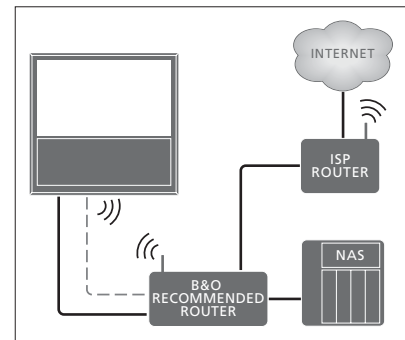 INTERNET
ISP
ROUTER
NAS
B&O
RECOMMENDED
ROUTER